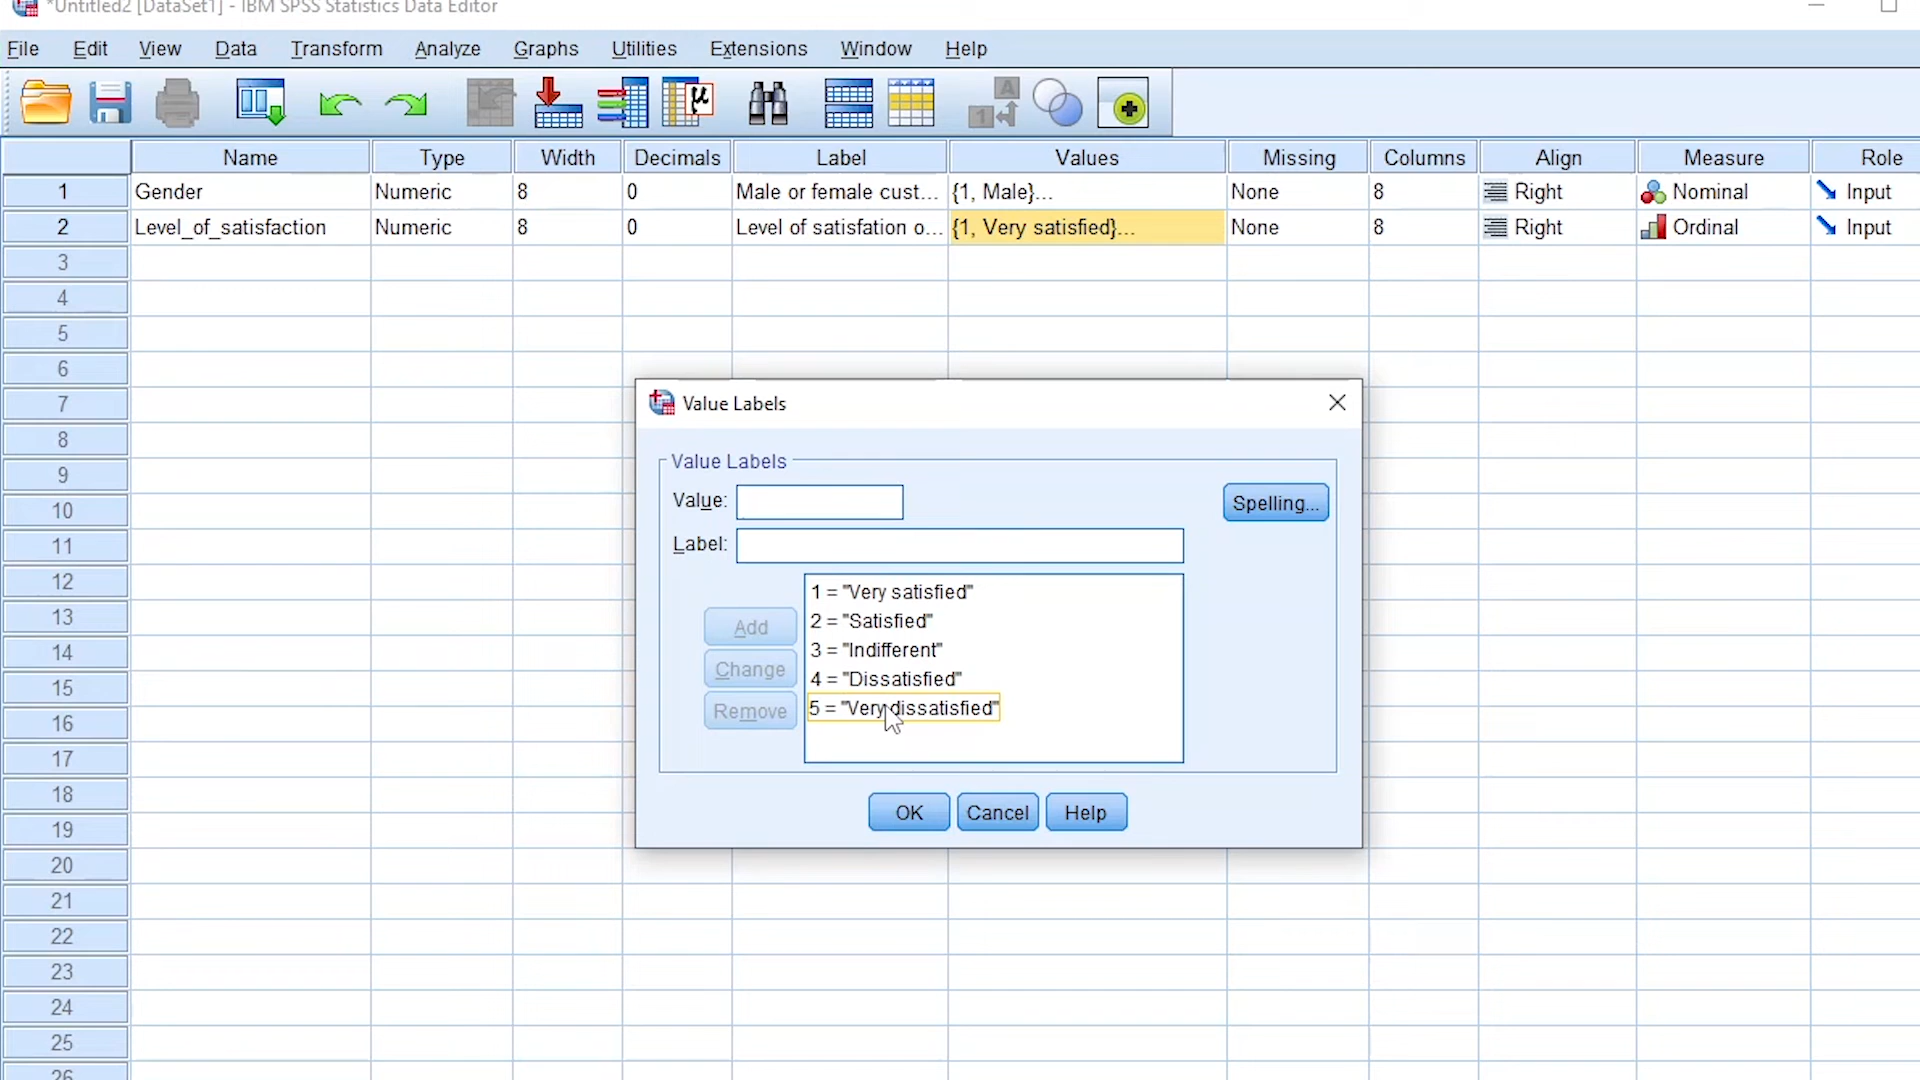 *Untitled2 [DataSet1] - IBM SPSS Statistics Data Editor
File Edit View Data Transform Analyze Graphs Utilities Extensions Window Help
Name Type Width Decimals Label Values Missing Columns Align Measure Role
1 Gender Numeric 8 0 Male or female cust... {1, Male}... None 8 Right Nominal Input
2 Level_of_satisfaction Numeric 8 0 Level of satisfation o... {1, Very satisfied}... None 8 Right Ordinal Input
3
4
5
6
7
8
9
10
11
12
13
14
15
16
17
18
19
20
21
22
23
24
25
26
Value Labels
Value Labels
Value:
Spelling...
Label:
1 = "Very satisfied"
2 = "Satisfied"
3 = "Indifferent"
4 = "Dissatisfied"
5 = "Very dissatisfied"
Add
Change
Remove
OK Cancel Help